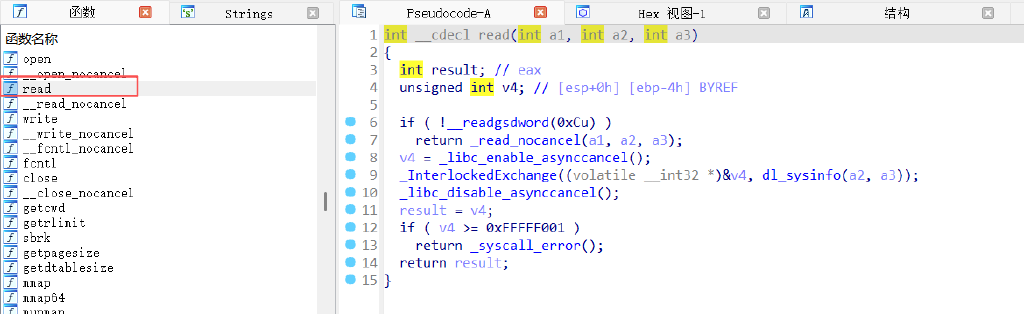 函数
Strings
Pseudocode-A
Hex 视图-1
结构
函数名称
open
__open_nocancel
read
__read_nocancel
write
__write_nocancel
__fcntl_nocancel
fcntl
close
__close_nocancel
getcwd
getrlimit
sbrk
getpagesize
getdtablesize
mmap
mmap64
munmap
1 int __cdecl read(int a1, int a2, int a3)
2 {
3 int result; // eax
4 unsigned int v4; // [esp+0h] [ebp-4h] BYREF
5
6 if ( !__readgsdword(0xCu) )
7 return _read_nocancel(a1, a2, a3);
8 v4 = _libc_enable_asynccancel();
9 _InterlockedExchange((volatile __int32 *)&v4, dl_sysinfo(a2, a3));
10 _libc_disable_asynccancel();
11 result = v4;
12 if ( v4 >= 0xFFFFF001 )
13 return _syscall_error();
14 return result;
15 }